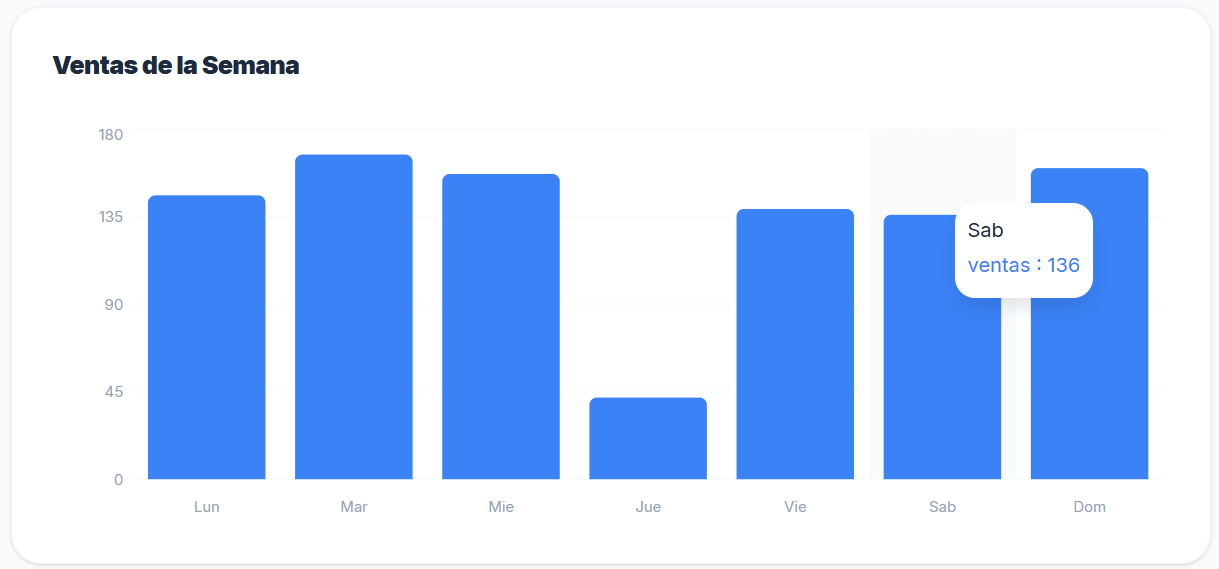 Ventas de la Semana
180
135
90
45
0
Sab
ventas : 136
Lun Mar Mie Jue Vie Sab Dom